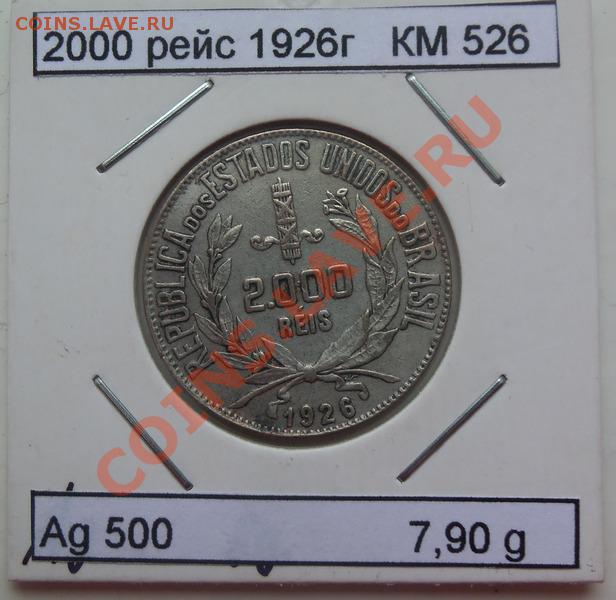 COINS.LAVE.RU
2000 рейс 1926г КМ 526
REPUBLICA DOS ESTADOS UNIDOS DO BRASIL
2.000
RÉIS
1926
COINS.LAVE.RU
Ag 500 7,90 g